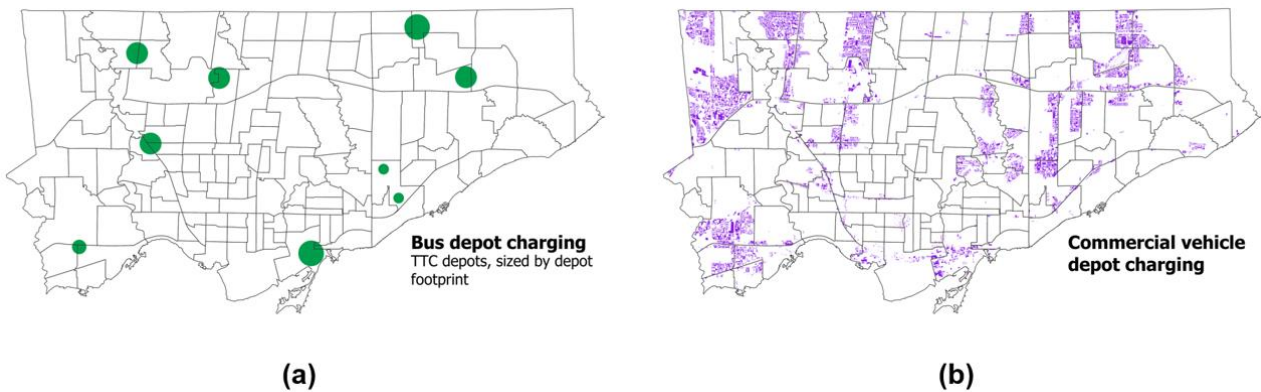 Bus depot charging
TTC depots, sized by depot
footprint
Commercial vehicle
depot charging
(a)
(b)